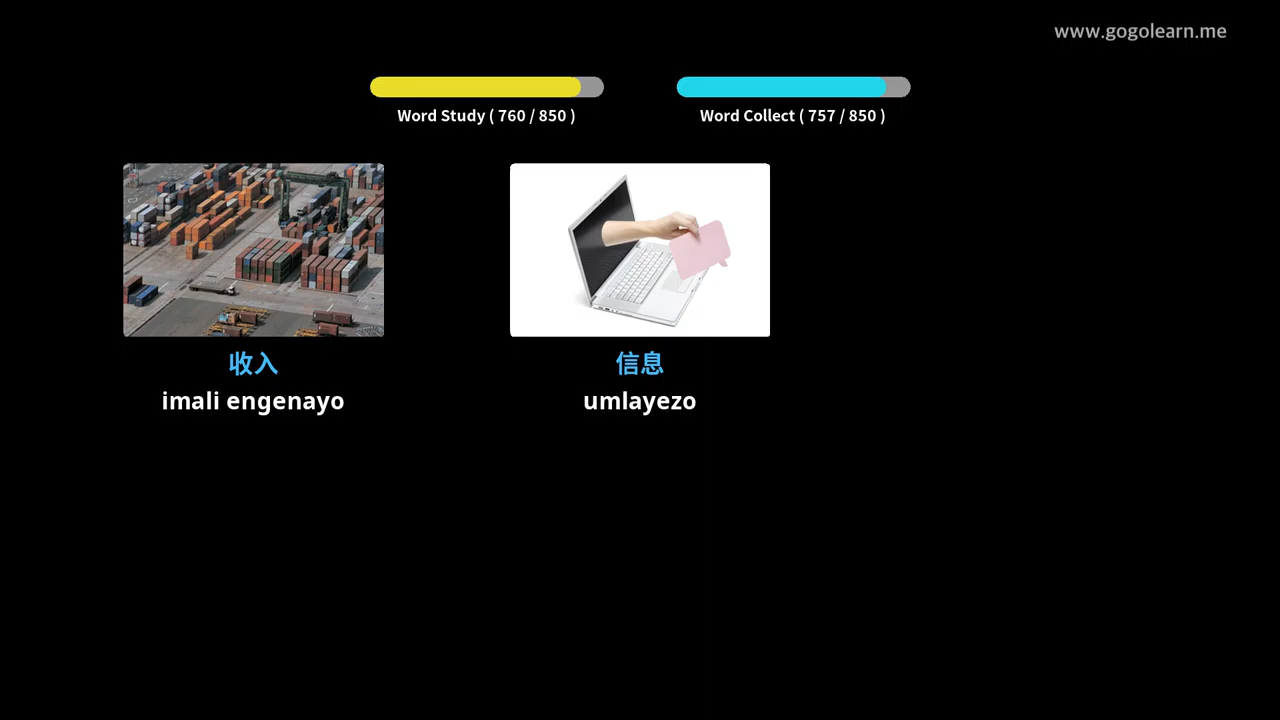 www.gogolearn.me
Word Study ( 760 / 850 )
Word Collect ( 757 / 850 )
收入
imali engenayo
信息
umlayezo